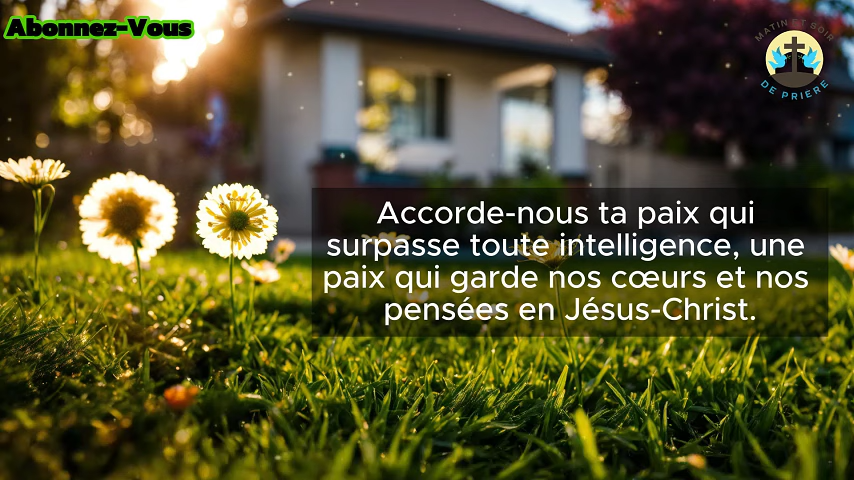 Abonnez-Vous
MATIN ET SOIR
DE PRIERE
Accorde-nous ta paix qui
surpasse toute intelligence, une
paix qui garde nos cœurs et nos
pensées en Jésus-Christ.